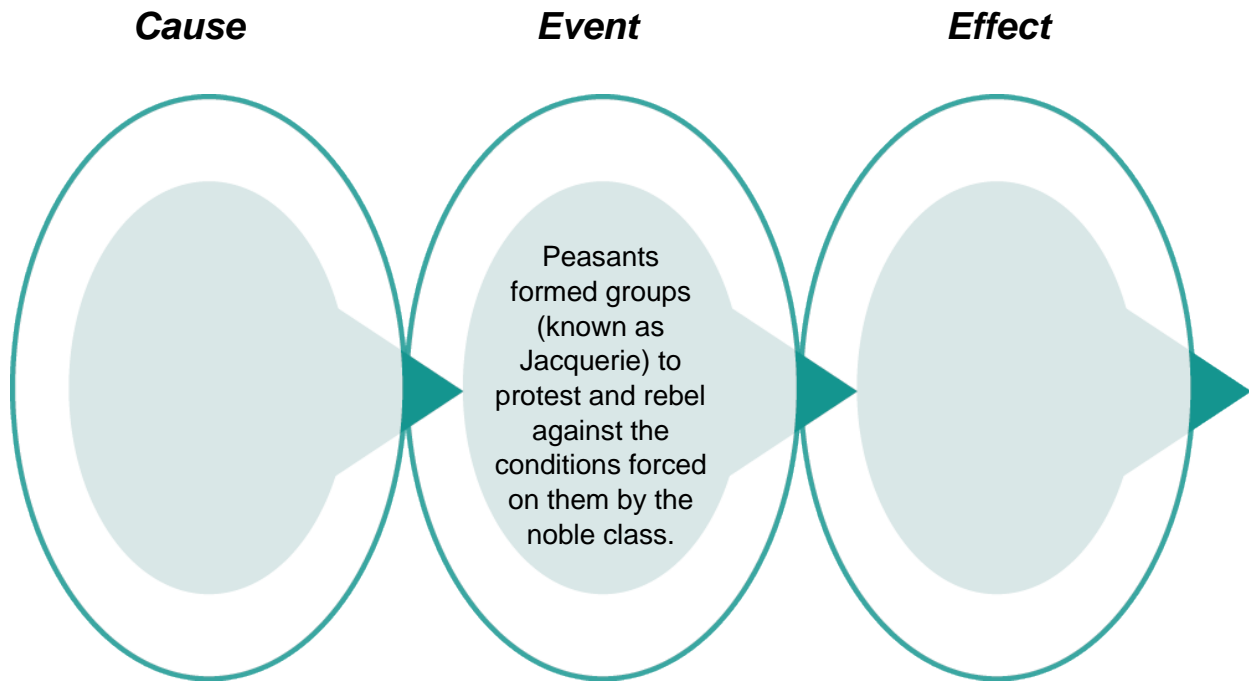 Cause Event Effect
Peasants
formed groups
(known as
Jacquerie) to
protest and rebel
against the
conditions forced
on them by the
noble class.